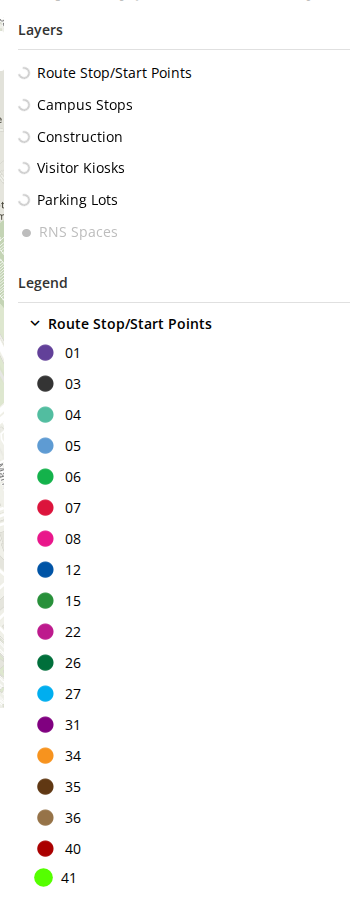 Layers
Route Stop/Start Points
Campus Stops
Construction
Visitor Kiosks
Parking Lots
RNS Spaces
Legend
Route Stop/Start Points
01
03
04
05
06
07
08
12
15
22
26
27
31
34
35
36
40
41